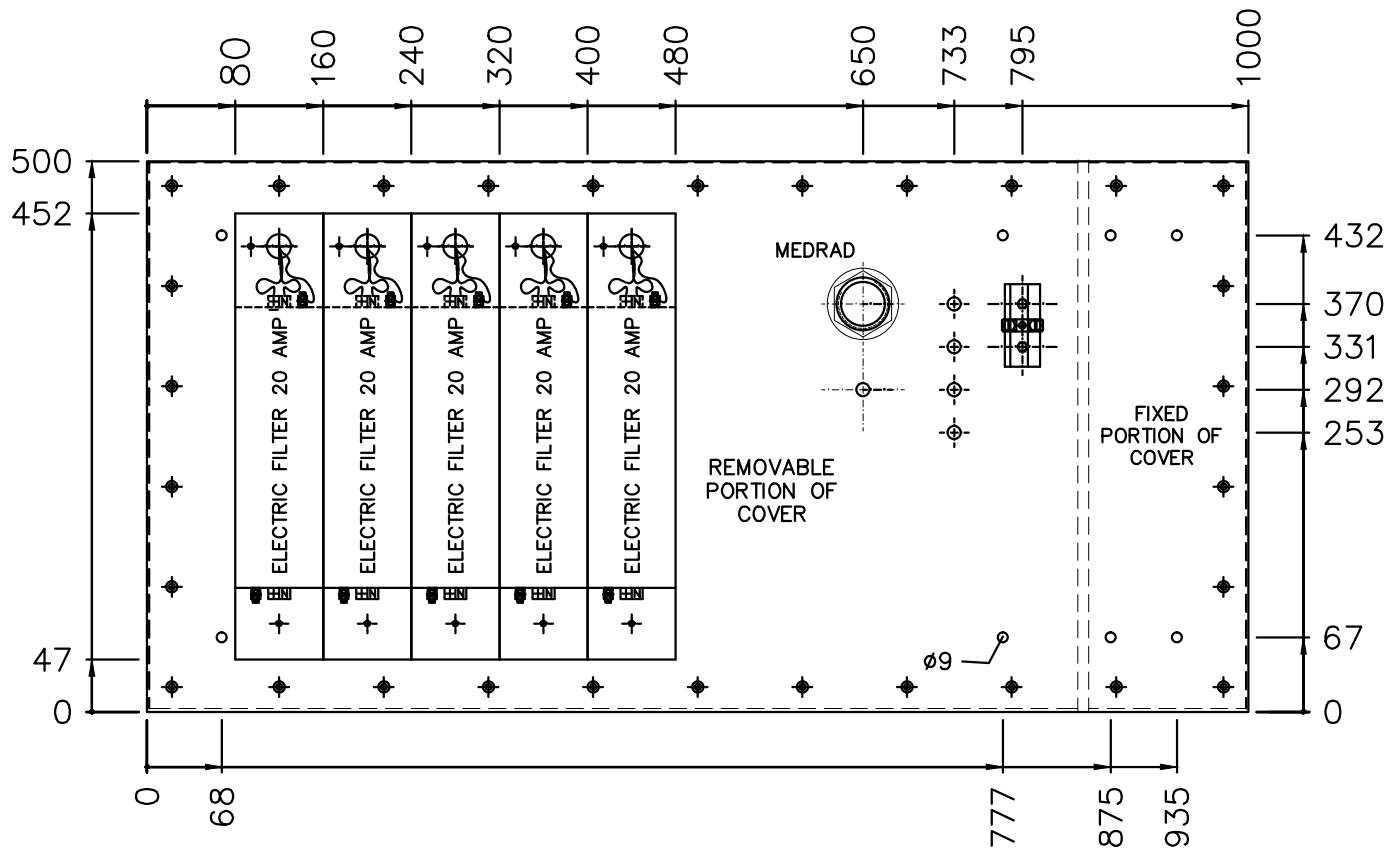 80
160
240
320
400
480
650
733
795
1000
500
452
47
0
432
370
331
292
253
67
0
MEDRAD
ELECTRIC FILTER 20 AMP
ELECTRIC FILTER 20 AMP
ELECTRIC FILTER 20 AMP
ELECTRIC FILTER 20 AMP
ELECTRIC FILTER 20 AMP
REMOVABLE
PORTION OF
COVER
FIXED
PORTION OF
COVER
ø9
0
68
777
875
935